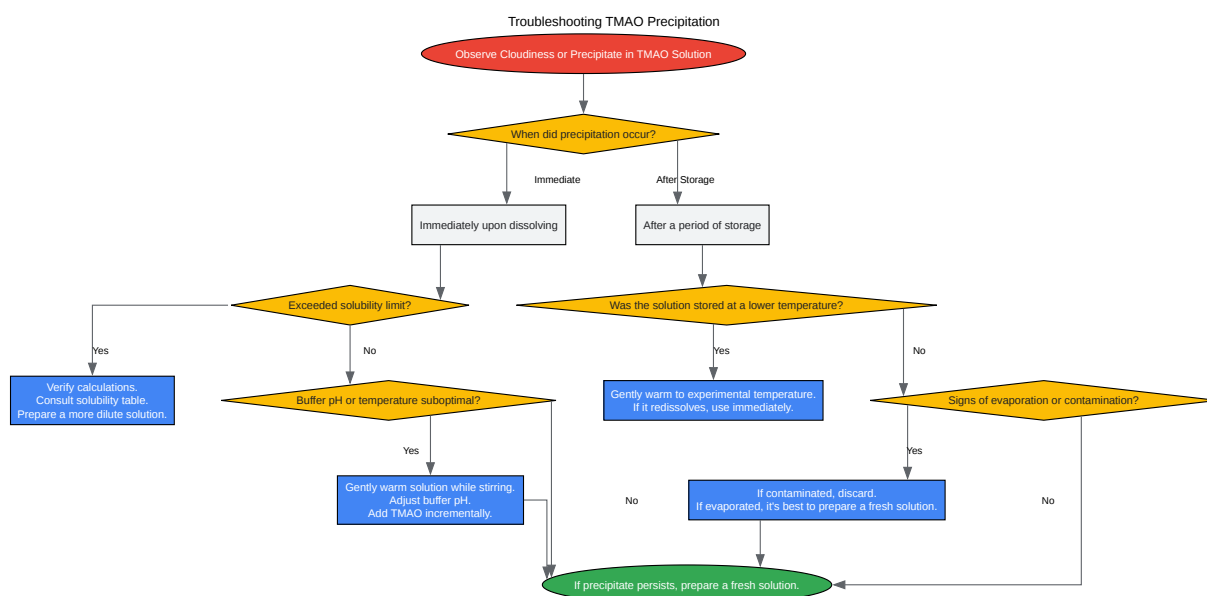 Troubleshooting TMAO Precipitation
Observe Cloudiness or Precipitate in TMAO Solution
When did precipitation occur?
Immediate
After Storage
Immediately upon dissolving
After a period of storage
Exceeded solubility limit?
Was the solution stored at a lower temperature?
Yes
No
Yes
No
Verify calculations.
Consult solubility table.
Prepare a more dilute solution.
Buffer pH or temperature suboptimal?
Gently warm to experimental temperature.
If it redissolves, use immediately.
Signs of evaporation or contamination?
Yes
Yes
Gently warm solution while stirring.
Adjust buffer pH.
Add TMAO incrementally.
No
If contaminated, discard.
If evaporated, it's best to prepare a fresh solution.
No
If precipitate persists, prepare a fresh solution.